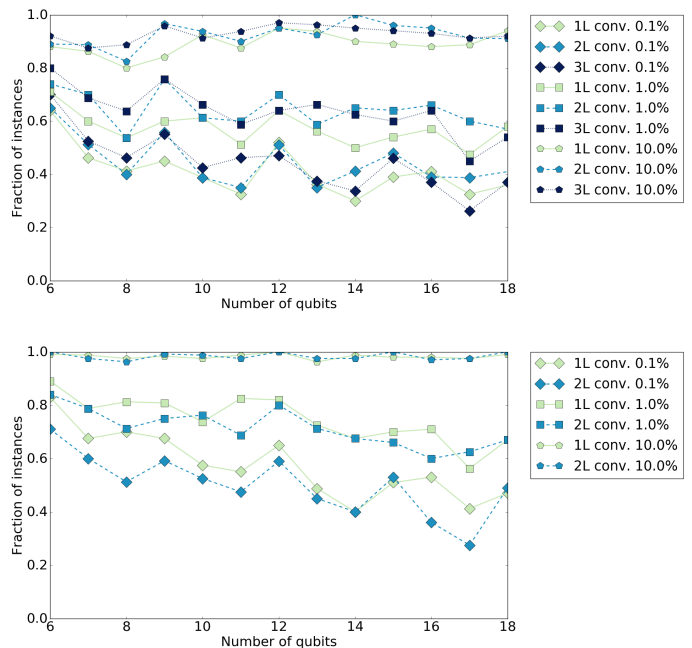 1.0
0.8
0.6
0.4
0.2
0.0
Fraction of instances
6 8 10 12 14 16 18
Number of qubits
1L conv. 0.1%
2L conv. 0.1%
3L conv. 0.1%
1L conv. 1.0%
2L conv. 1.0%
3L conv. 1.0%
1L conv. 10.0%
2L conv. 10.0%
3L conv. 10.0%
1.0
0.8
0.6
0.4
0.2
0.0
Fraction of instances
6 8 10 12 14 16 18
Number of qubits
1L conv. 0.1%
2L conv. 0.1%
1L conv. 1.0%
2L conv. 1.0%
1L conv. 10.0%
2L conv. 10.0%